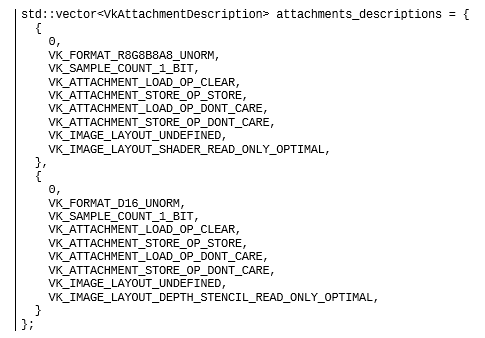 std::vector<VkAttachmentDescription> attachments_descriptions = {
  {
    0,
    VK_FORMAT_R8G8B8A8_UNORM,
    VK_SAMPLE_COUNT_1_BIT,
    VK_ATTACHMENT_LOAD_OP_CLEAR,
    VK_ATTACHMENT_STORE_OP_STORE,
    VK_ATTACHMENT_LOAD_OP_DONT_CARE,
    VK_ATTACHMENT_STORE_OP_DONT_CARE,
    VK_IMAGE_LAYOUT_UNDEFINED,
    VK_IMAGE_LAYOUT_SHADER_READ_ONLY_OPTIMAL,
  },
  {
    0,
    VK_FORMAT_D16_UNORM,
    VK_SAMPLE_COUNT_1_BIT,
    VK_ATTACHMENT_LOAD_OP_CLEAR,
    VK_ATTACHMENT_STORE_OP_STORE,
    VK_ATTACHMENT_LOAD_OP_DONT_CARE,
    VK_ATTACHMENT_STORE_OP_DONT_CARE,
    VK_IMAGE_LAYOUT_UNDEFINED,
    VK_IMAGE_LAYOUT_DEPTH_STENCIL_READ_ONLY_OPTIMAL,
  }
};